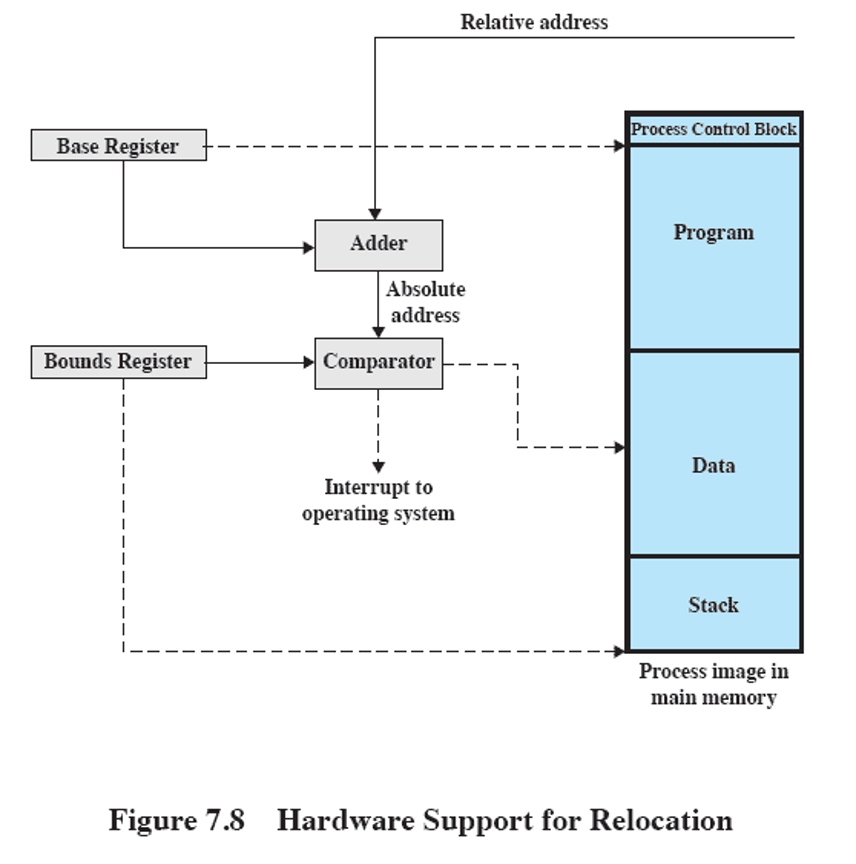 Relative address
Process Control Block
Base Register
Program
Adder
Absolute
address
Bounds Register
Comparator
Data
Interrupt to
operating system
Stack
Process image in
main memory
Figure 7.8 Hardware Support for Relocation